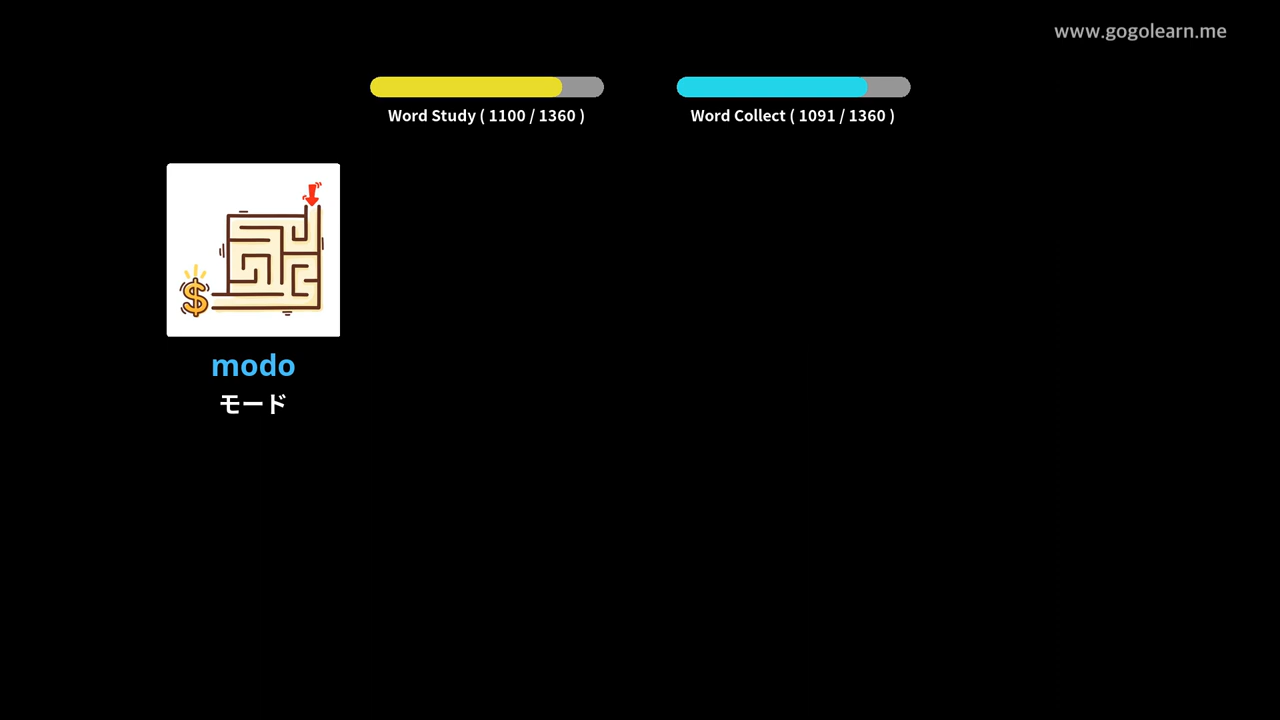 www.gogolearn.me
Word Study ( 1100 / 1360 )
Word Collect ( 1091 / 1360 )
$
modo
モード